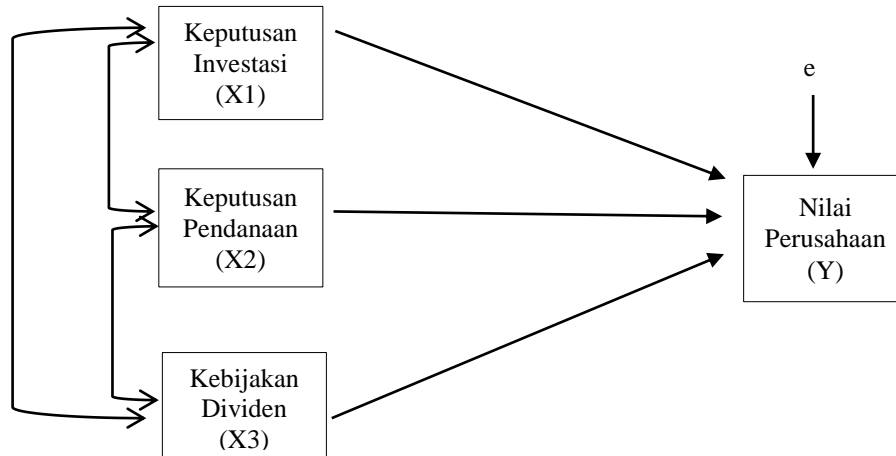 Keputusan
Investasi
(X1)
e
Keputusan
Pendanaan
(X2)
Nilai
Perusahaan
(Y)
Kebijakan
Dividen
(X3)